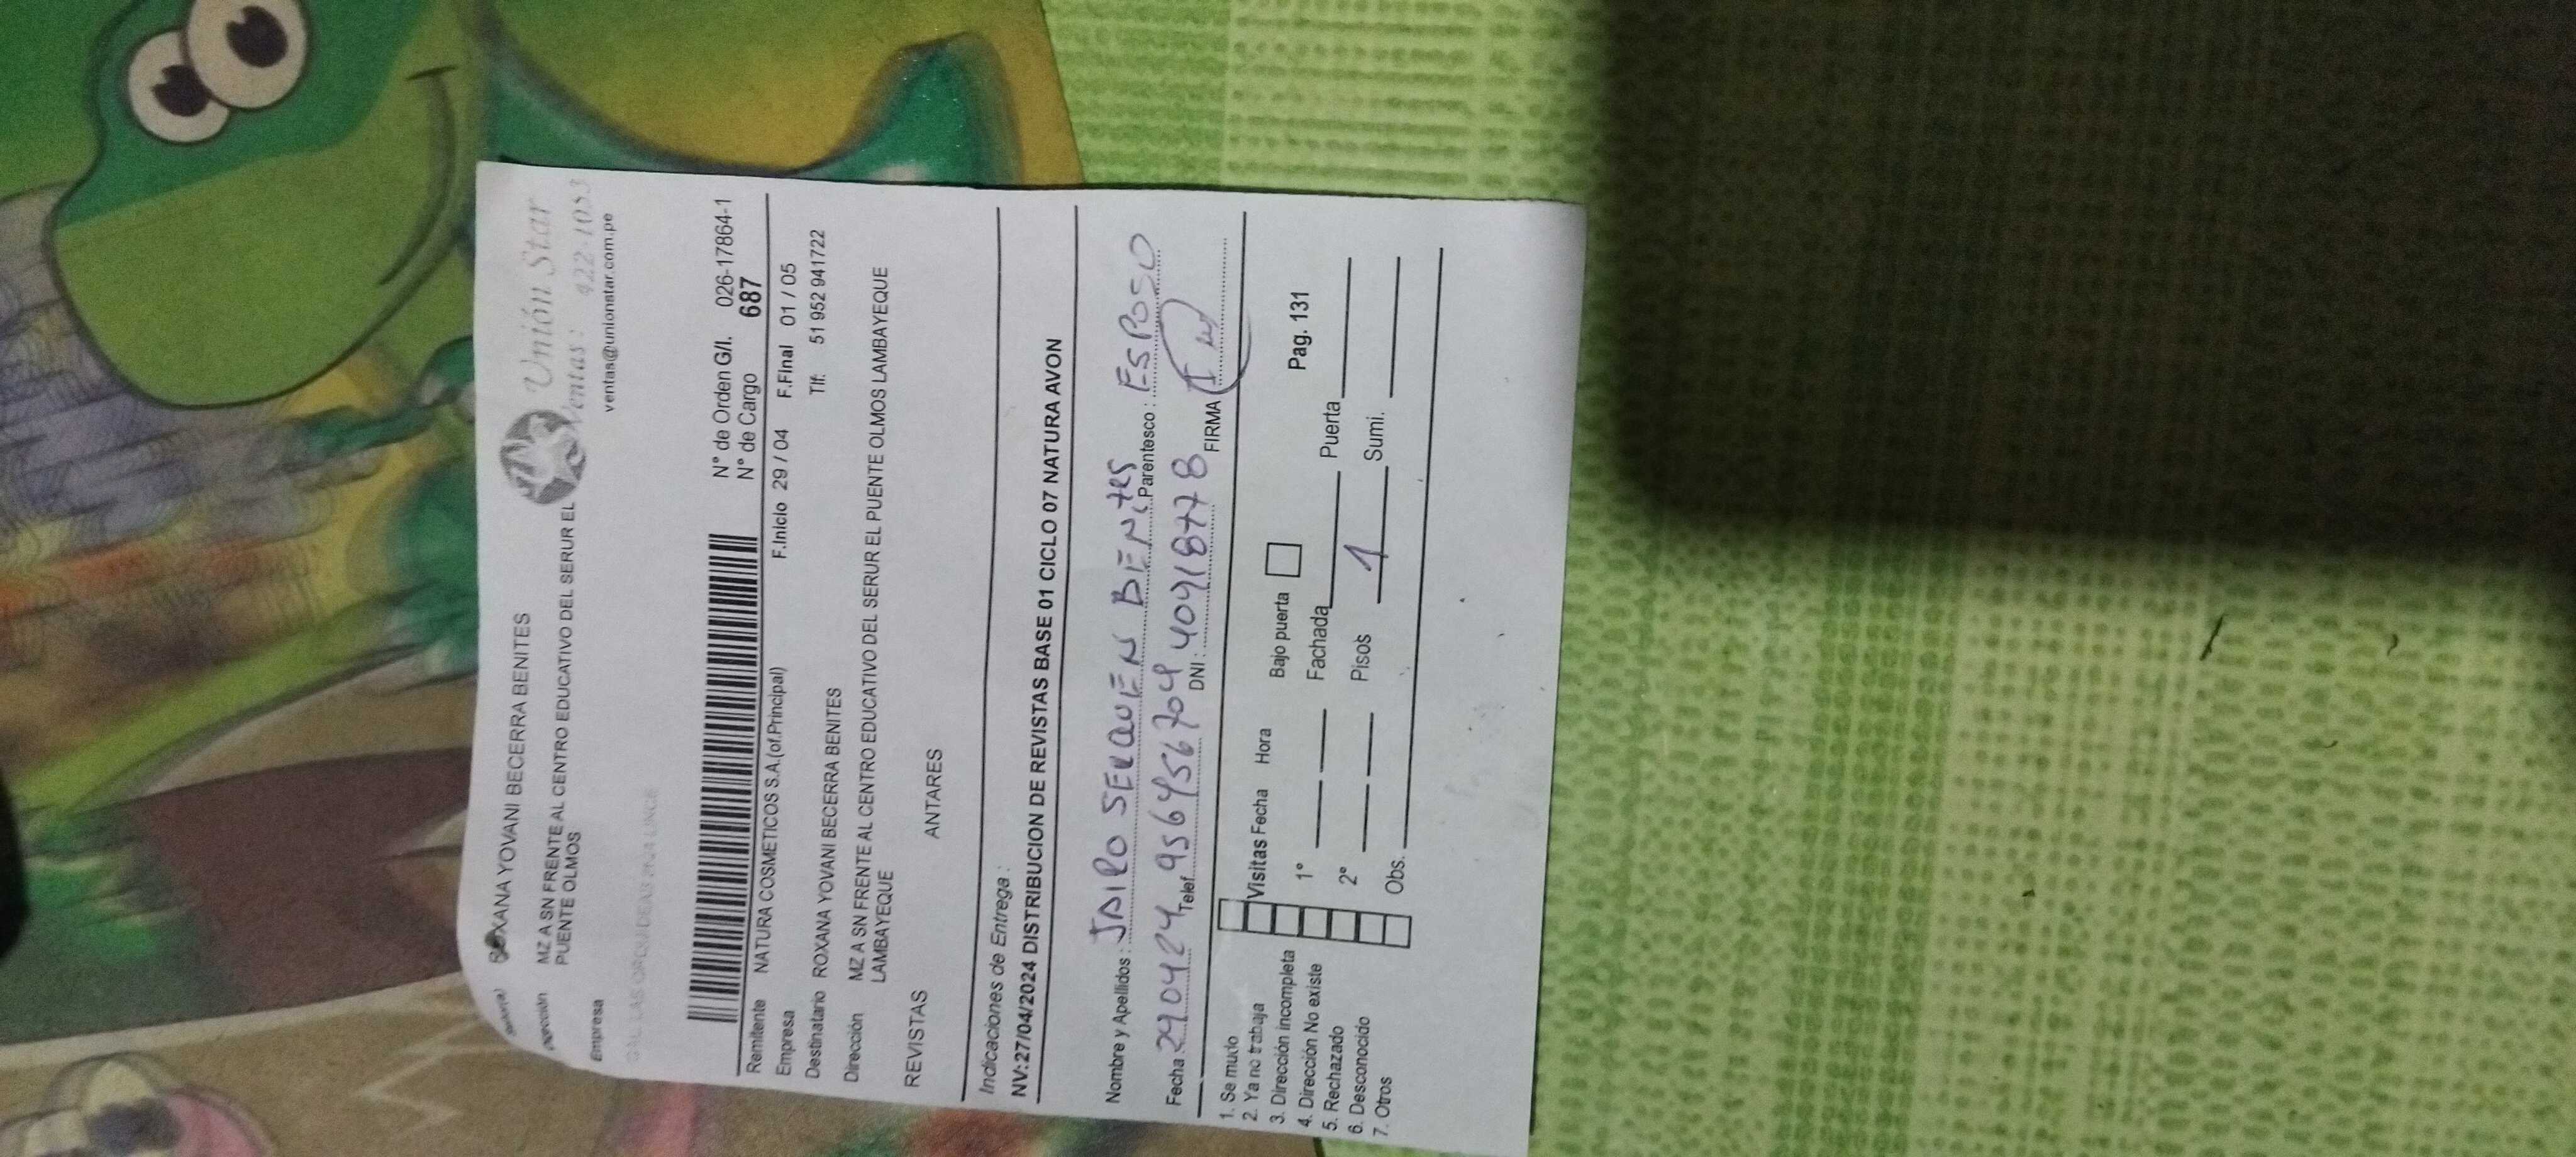 Señor(a) ROXANA YOVANI BECERRA BENITES
Dirección MZ A SN FRENTE AL CENTRO EDUCATIVO DEL SERUR EL
PUENTE OLMOS
Empresa
Unión Star
Ventas: 422-1053
ventas@unionstar.com.pe
N° de Orden G/I. 026-17864-1
N° de Cargo 687
Remitente NATURA COSMETICOS S.A.(of.Principal)
Empresa F.Inicio 29 / 04 F.Final 01 / 05
Destinatario ROXANA YOVANI BECERRA BENITES Tlf: 51 952 941722
Dirección MZ A SN FRENTE AL CENTRO EDUCATIVO DEL SERUR EL PUENTE OLMOS LAMBAYEQUE
LAMBAYEQUE
REVISTAS ANTARES
Indicaciones de Entrega :
NV:27/04/2024 DISTRIBUCION DE REVISTAS BASE 01 CICLO 07 NATURA AVON
Nombre y Apellidos : JAIRO SERQUEN BENites Parentesco : ESPOSO
Fecha 290424 Telef. 956495670 DNI : 40918778 FIRMA
1. Se mudo
2. Ya no trabaja Visitas Fecha Hora Bajo puerta
3. Dirección incompleta 1° Fachada Puerta Pag. 131
4. Dirección No existe
5. Rechazado 2° Pisos 1 Sumi.
6. Desconocido
7. Otros Obs.